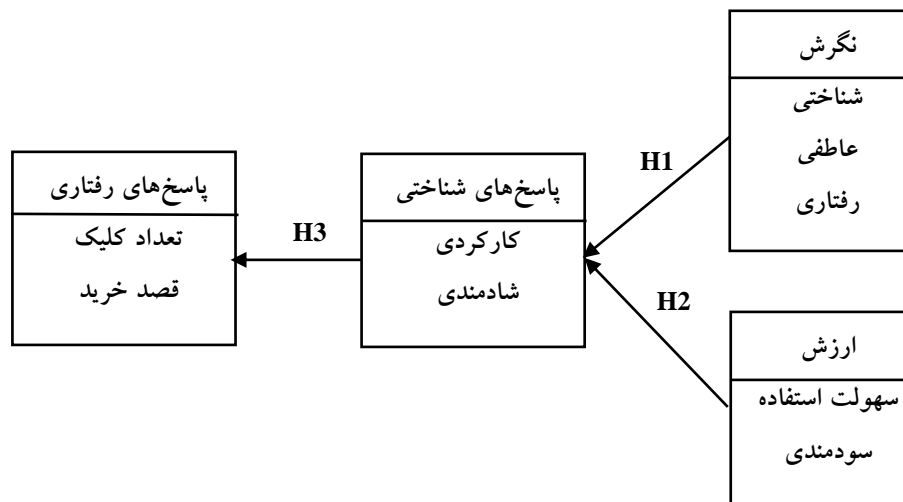 نگرش
شناختی
عاطفی
رفتاری
H1
پاسخ‌های شناختی
کارکردی
شادمندی
H3
پاسخ‌های رفتاری
تعداد کلیک
قصد خرید
H2
ارزش
سهولت استفاده
سودمندی